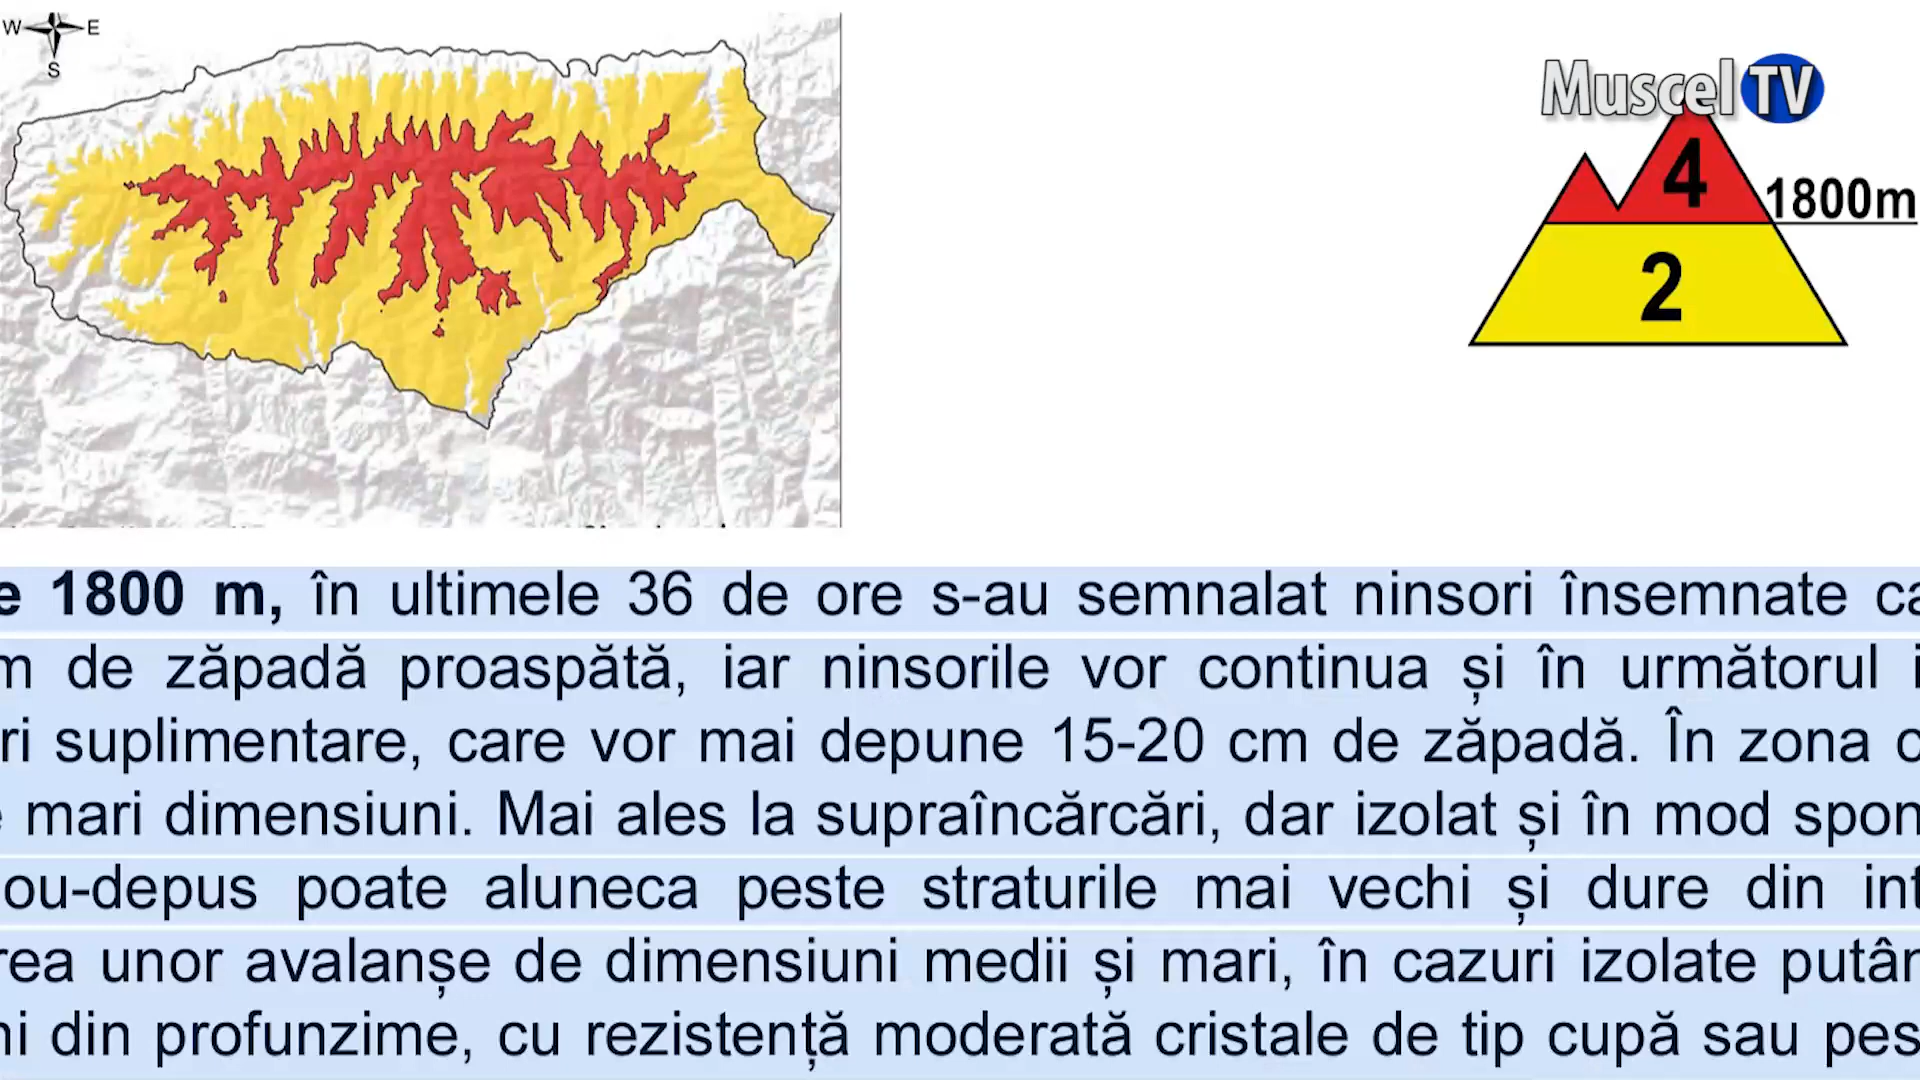 W E
S
Muscel TV
4
1800m
2
e 1800 m, în ultimele 36 de ore s-au semnalat ninsori însemnate ca
m de zăpadă proaspătă, iar ninsorile vor continua și în următorul i
ri suplimentare, care vor mai depune 15-20 cm de zăpadă. În zona c
e mari dimensiuni. Mai ales la supraîncărcări, dar izolat și în mod spon
ou-depus poate aluneca peste straturile mai vechi și dure din int
rea unor avalanșe de dimensiuni medii și mari, în cazuri izolate putân
ni din profunzime, cu rezistență moderată cristale de tip cupă sau pes